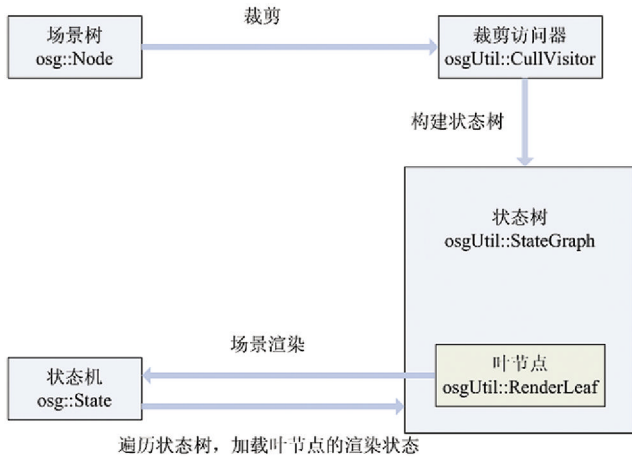 裁剪
场景树
osg::Node
裁剪访问器
osgUtil::CullVisitor
构建状态树
状态树
osgUtil::StateGraph
场景渲染
叶节点
osgUtil::RenderLeaf
状态机
osg::State
遍历状态树，加载叶节点的渲染状态